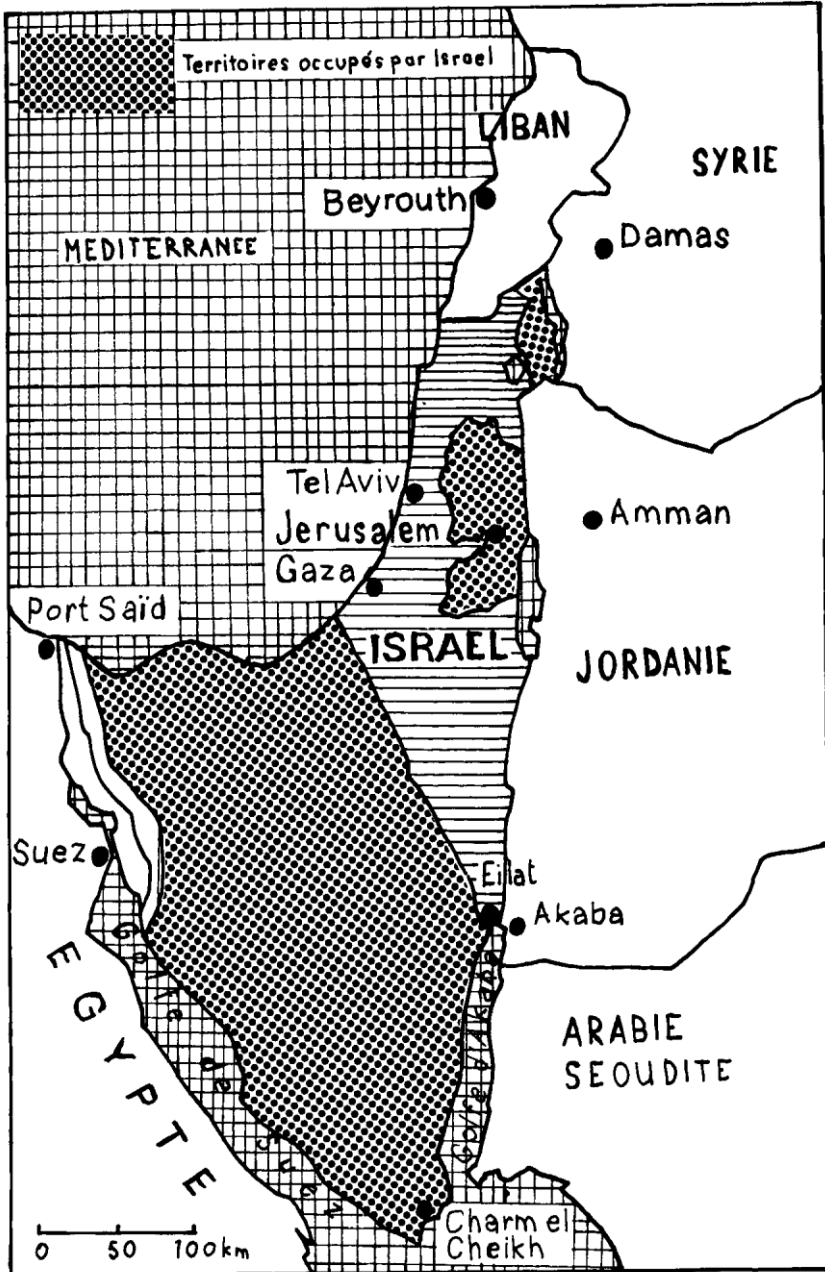 Territoires occupés par Israel
LIBAN
SYRIE
Beyrouth
Damas
MEDITERRANEE
Tel Aviv
Jerusalem
Amman
Gaza
Port Saïd
ISRAEL
JORDANIE
Suez
Eilat
Akaba
Golfe de Suez
Golfe d'Akaba
EGYPTE
ARABIE
SEOUDITE
Charm el
Cheikh
0 50 100km